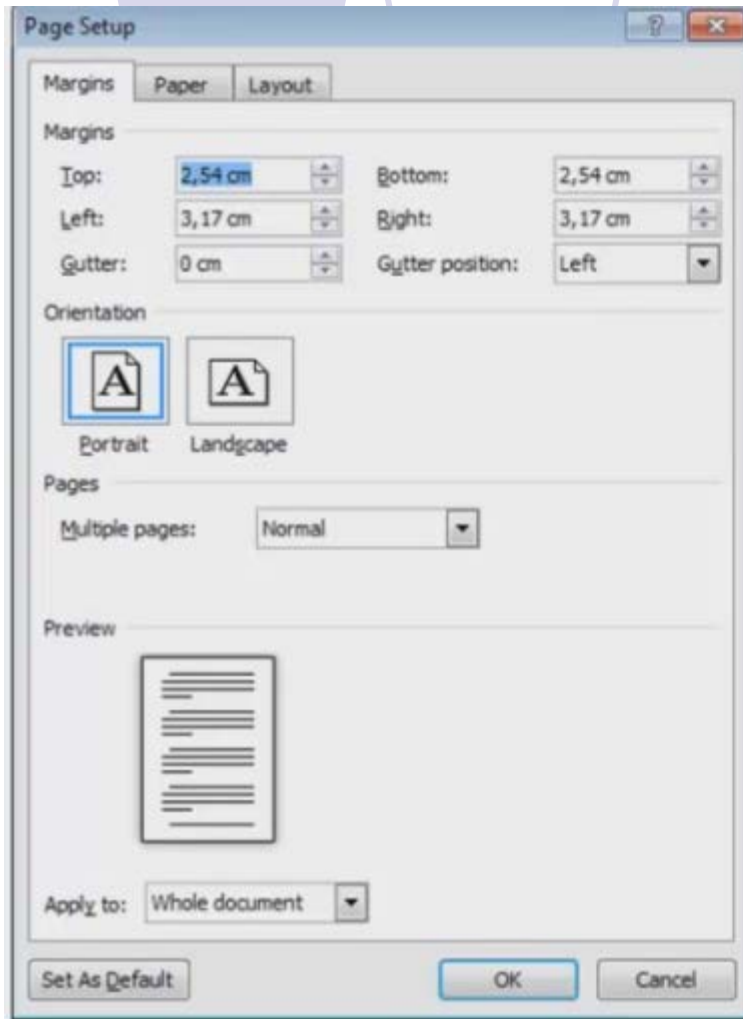 Page Setup
Margins Paper Layout
Margins
Top: 2,54 cm Bottom: 2,54 cm
Left: 3,17 cm Right: 3,17 cm
Gutter: 0 cm Gutter position: Left
Orientation
A A
Portrait Landscape
Pages
Multiple pages: Normal
Preview
Apply to: Whole document
Set As Default OK Cancel